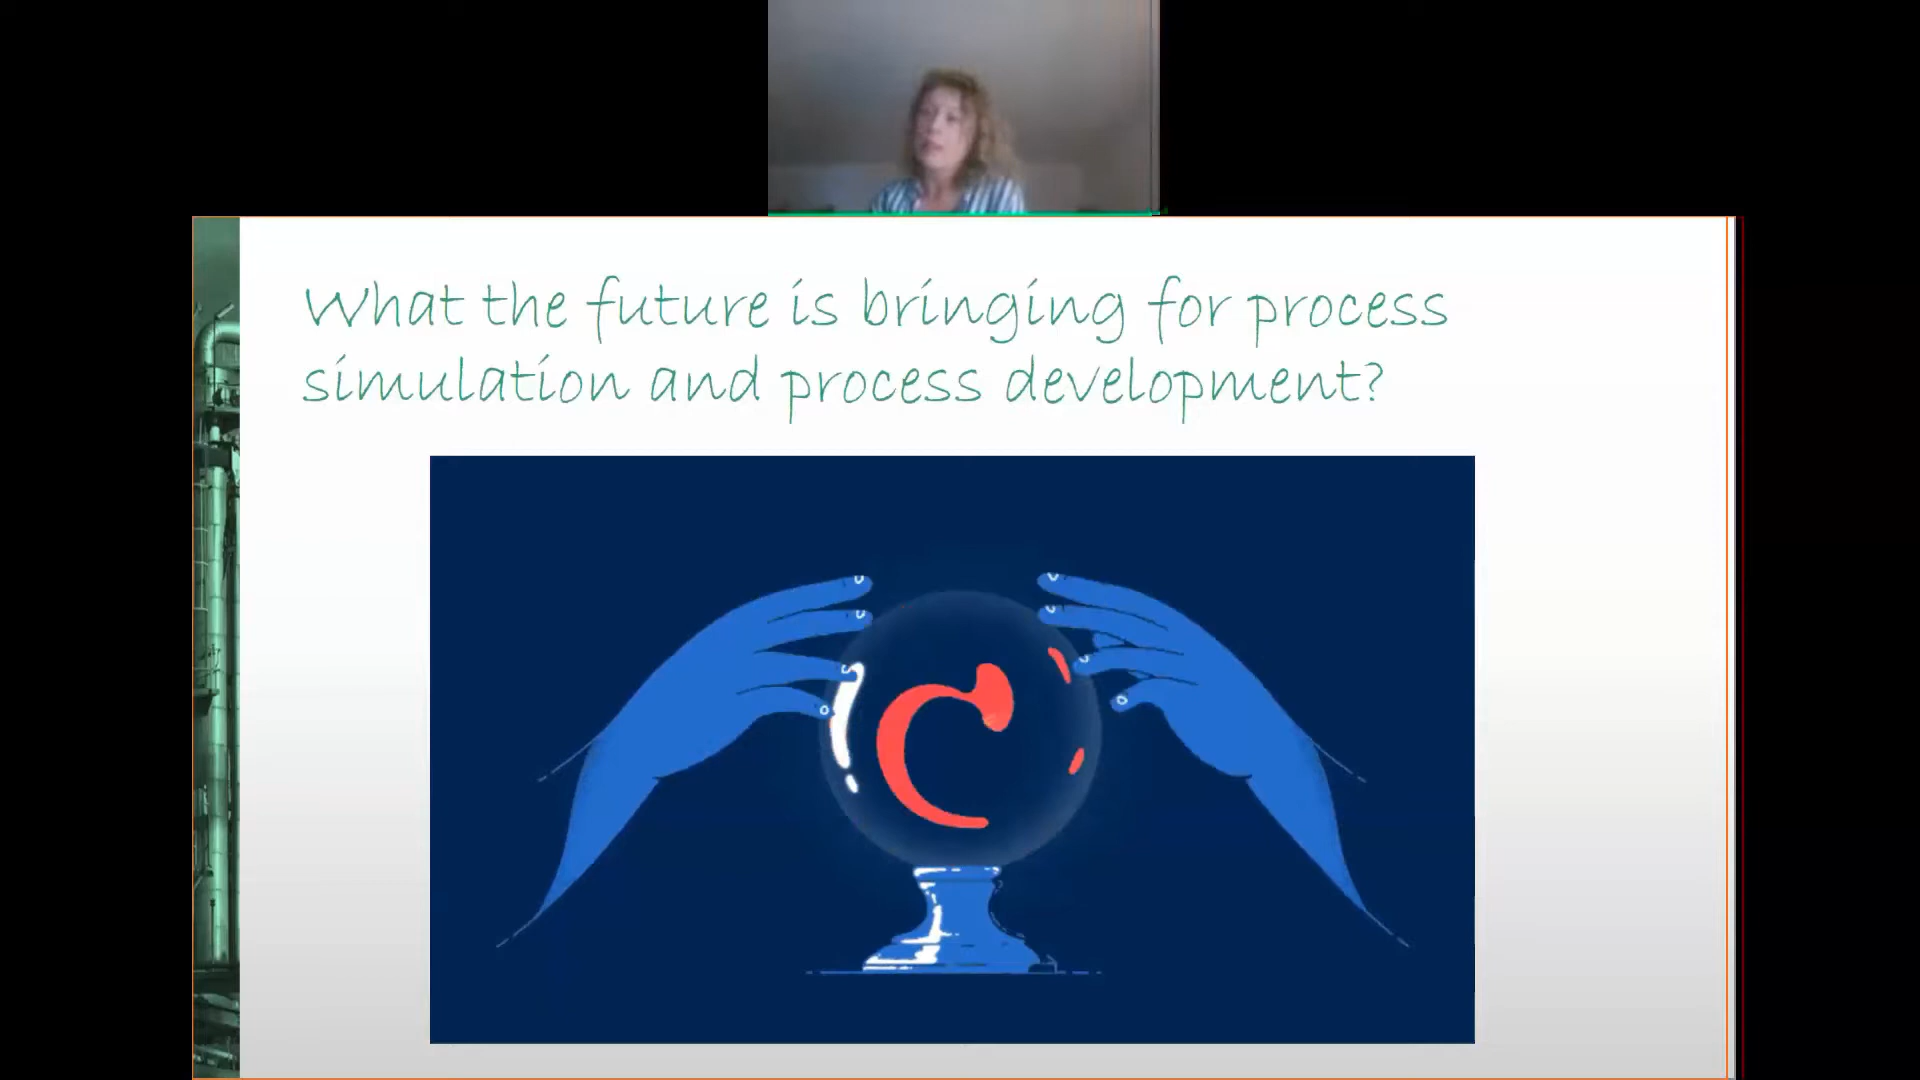 What the future is bringing for process
simulation and process development?